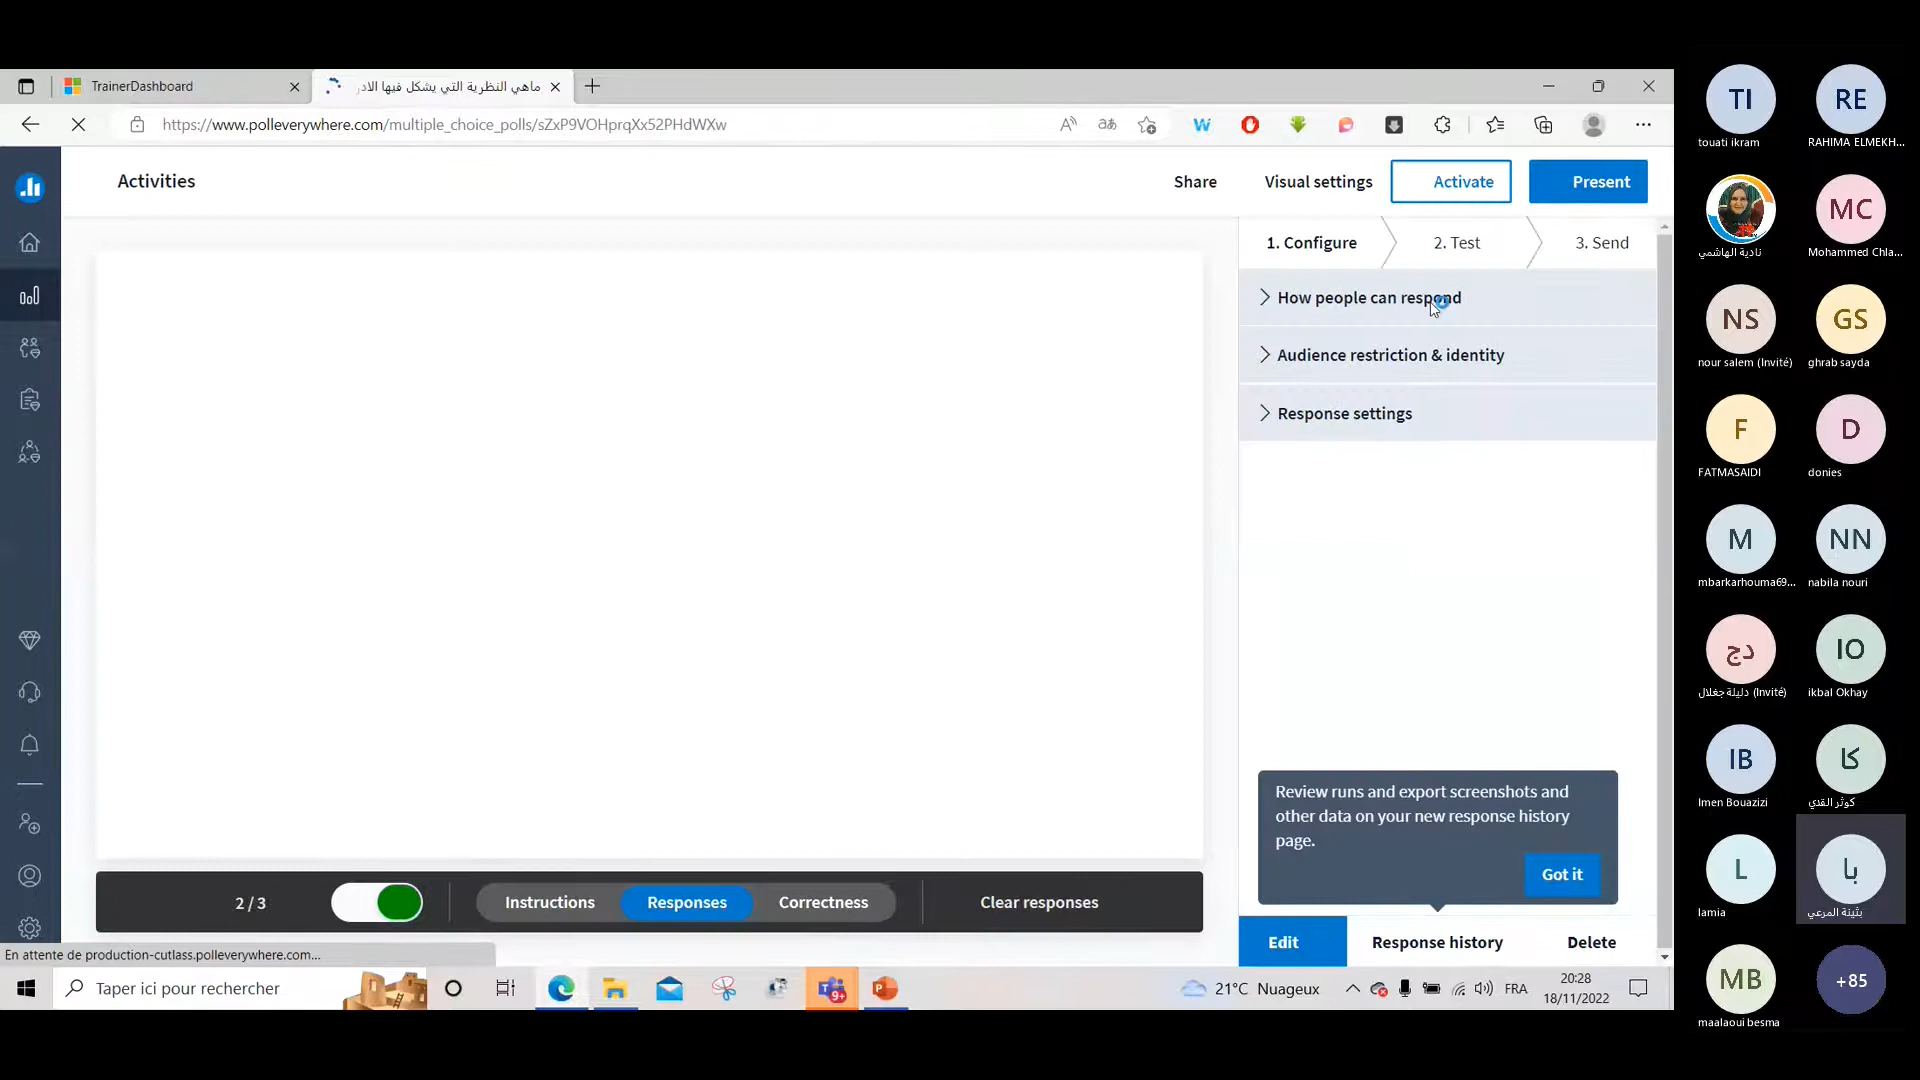 TrainerDashboard
ماهي النظرية التي يشكل فيها الادر
https://www.polleverywhere.com/multiple_choice_polls/sZxP9VOHprqXx52PHdWXw
Activities
Share
Visual settings
Activate
Present
1. Configure
2. Test
3. Send
How people can respond
Audience restriction & identity
Response settings
Review runs and export screenshots and
other data on your new response history
page.
Got it
2 / 3
Instructions
Responses
Correctness
Clear responses
Edit
Response history
Delete
En attente de production-cutlass.polleverywhere.com...
Taper ici pour rechercher
9+
21°C Nuageux
FRA
20:28
18/11/2022
TI
touati ikram
RE
RAHIMA ELMEKH...
نادية الهاشمي
MC
Mohammed Chla...
NS
nour salem (Invité)
GS
ghrab sayda
F
FATMASAIDI
D
donies
M
mbarkarhouma69...
NN
nabila nouri
دج
دليلة جغلال (Invité)
IO
ikbal Okhay
IB
Imen Bouazizi
كا
كوثر القدي
L
lamia
با
بثينة المرعي
MB
maalaoui besma
+85